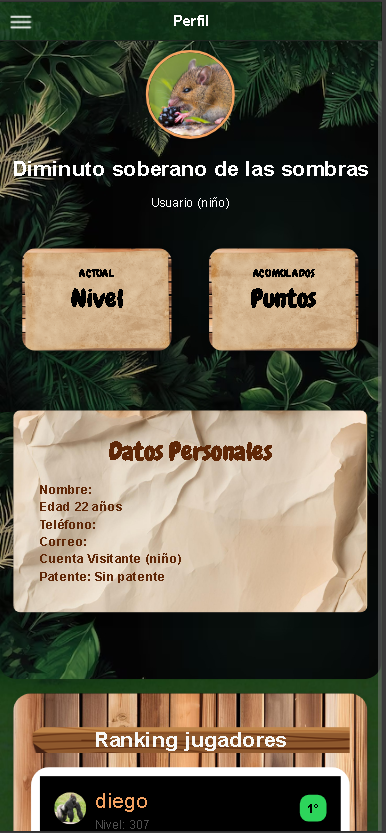 Perfil
Diminuto soberano de las sombras
Usuario (niño)
ACTUAL
Nivel
ACUMULADOS
Puntos
Datos Personales
Nombre:
Edad 22 años
Teléfono:
Correo:
Cuenta Visitante (niño)
Patente: Sin patente
Ranking jugadores
diego
1°
Nivel: 307